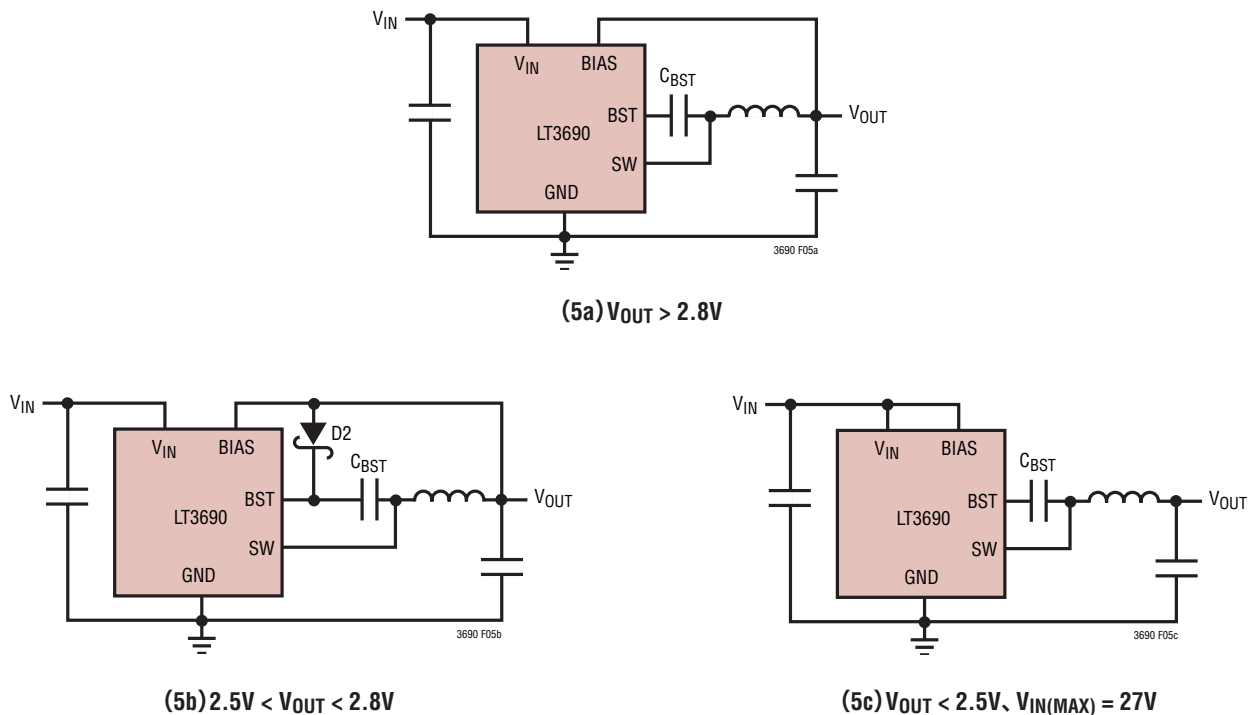 VIN
VIN BIAS
CBST
BST
LT3690
VOUT
SW
GND
3690 F05a
(5a) VOUT > 2.8V
VIN
VIN BIAS
D2
CBST
BST
LT3690
VOUT
SW
GND
3690 F05b
(5b) 2.5V < VOUT < 2.8V
VIN
VIN BIAS
CBST
BST
LT3690
VOUT
SW
GND
3690 F05c
(5c) VOUT < 2.5V、VIN(MAX) = 27V